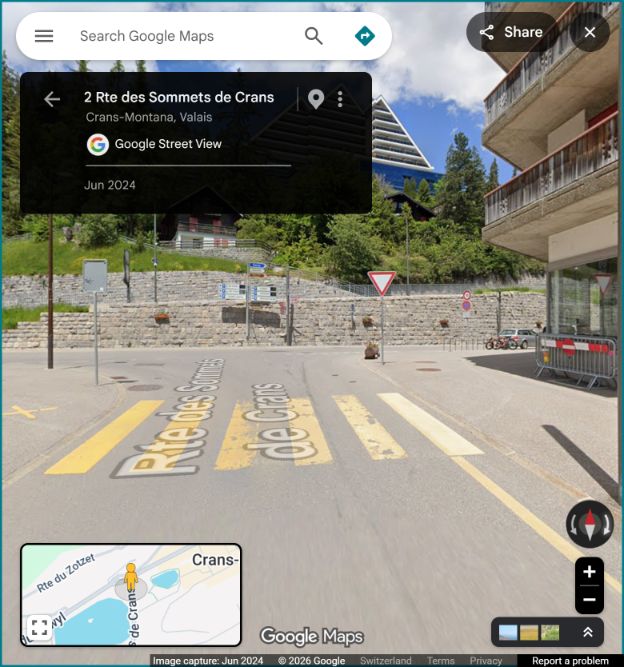 Search Google Maps
Share
2 Rte des Sommets de Crans
Crans-Montana, Valais
Google Street View
Jun 2024
Rte des Sommets
de Crans
Rte du Zotzet
Crans-
s de Crans
Google Maps
Image capture: Jun 2024 © 2026 Google Switzerland Terms Privacy Report a problem